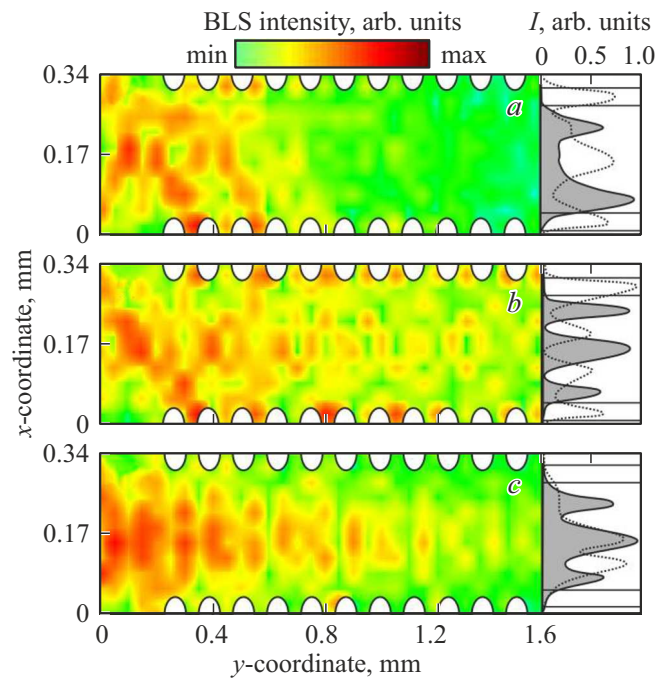 BLS intensity, arb. units
I, arb. units
min
max
0 0.5 1.0
0.34
0.17
0
a
0.34
0.17
0
b
0.34
0.17
0
c
x-coordinate, mm
0 0.4 0.8 1.2 1.6
y-coordinate, mm